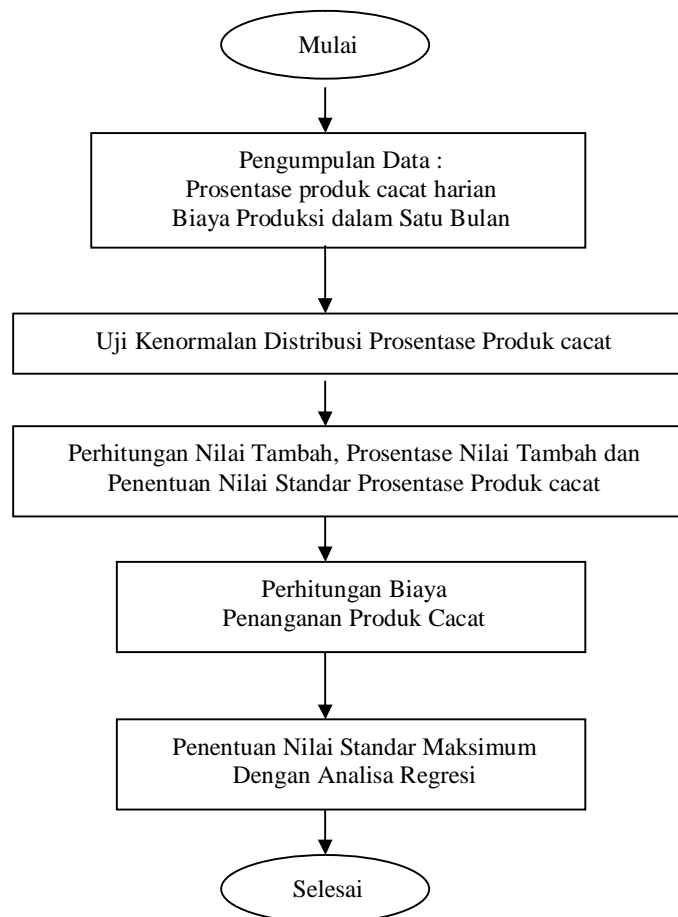 Mulai
Pengumpulan Data :
Prosentase produk cacat harian
Biaya Produksi dalam Satu Bulan
Uji Kenormalan Distribusi Prosentase Produk cacat
Perhitungan Nilai Tambah, Prosentase Nilai Tambah dan
Penentuan Nilai Standar Prosentase Produk cacat
Perhitungan Biaya
Penanganan Produk Cacat
Penentuan Nilai Standar Maksimum
Dengan Analisa Regresi
Selesai